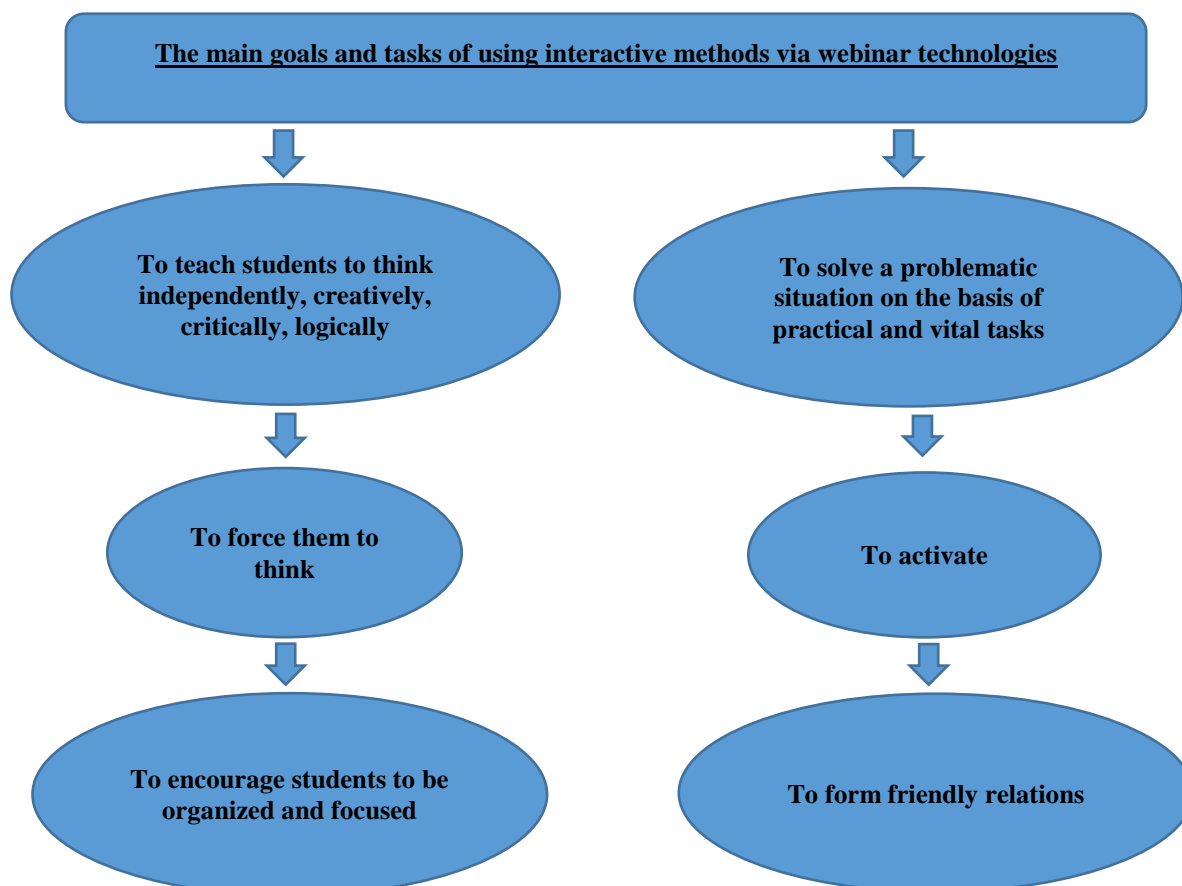 The main goals and tasks of using interactive methods via webinar technologies
To teach students to think
independently, creatively,
critically, logically
To solve a problematic
situation on the basis of
practical and vital tasks
To force them to
think
To activate
To encourage students to be
organized and focused
To form friendly relations